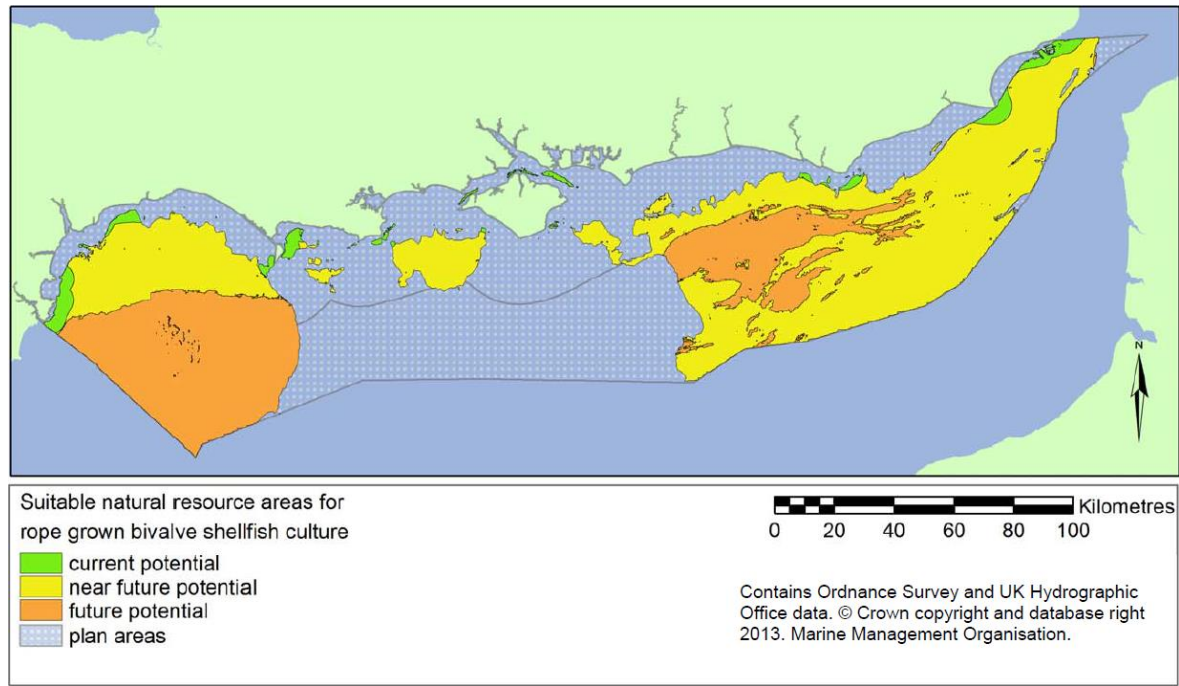 N
Suitable natural resource areas for
rope grown bivalve shellfish culture
current potential
near future potential
future potential
plan areas
Kilometres
0 20 40 60 80 100
Contains Ordnance Survey and UK Hydrographic
Office data. © Crown copyright and database right
2013. Marine Management Organisation.